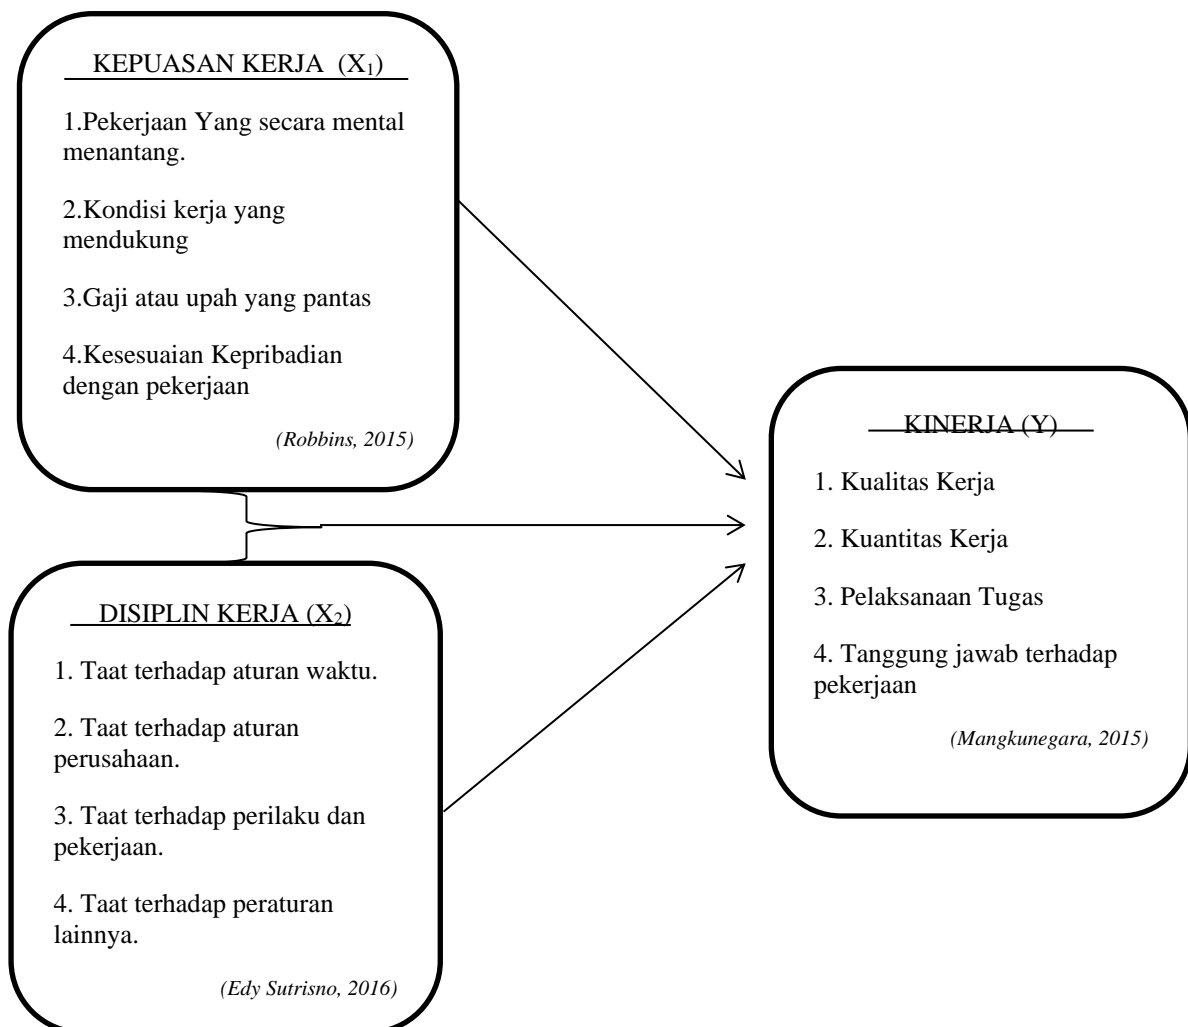 KEPUASAN KERJA (X₁)
1.Pekerjaan Yang secara mental
menantang.
2.Kondisi kerja yang
mendukung
3.Gaji atau upah yang pantas
4.Kesesuaian Kepribadian
dengan pekerjaan
(Robbins, 2015)
DISIPLIN KERJA (X₂)
1. Taat terhadap aturan waktu.
2. Taat terhadap aturan
perusahaan.
3. Taat terhadap perilaku dan
pekerjaan.
4. Taat terhadap peraturan
lainnya.
(Edy Sutrisno, 2016)
KINERJA (Y)
1. Kualitas Kerja
2. Kuantitas Kerja
3. Pelaksanaan Tugas
4. Tanggung jawab terhadap
pekerjaan
(Mangkunegara, 2015)